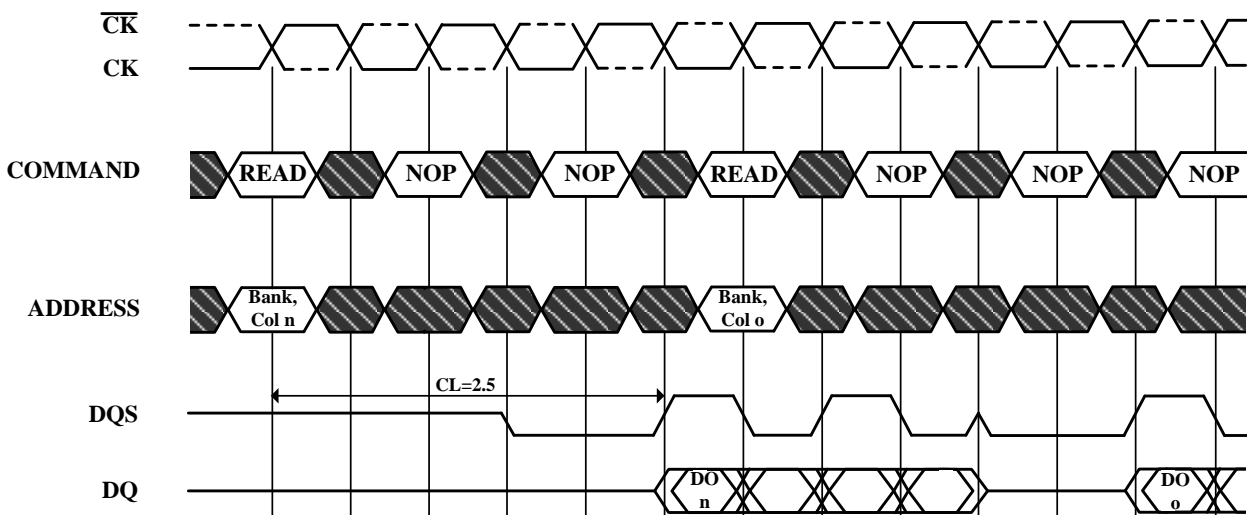 C̅K̅
CK
COMMAND READ NOP NOP READ NOP NOP NOP
ADDRESS Bank, Col n Bank, Col o
CL=2.5
DQS
DQ DO n DO o